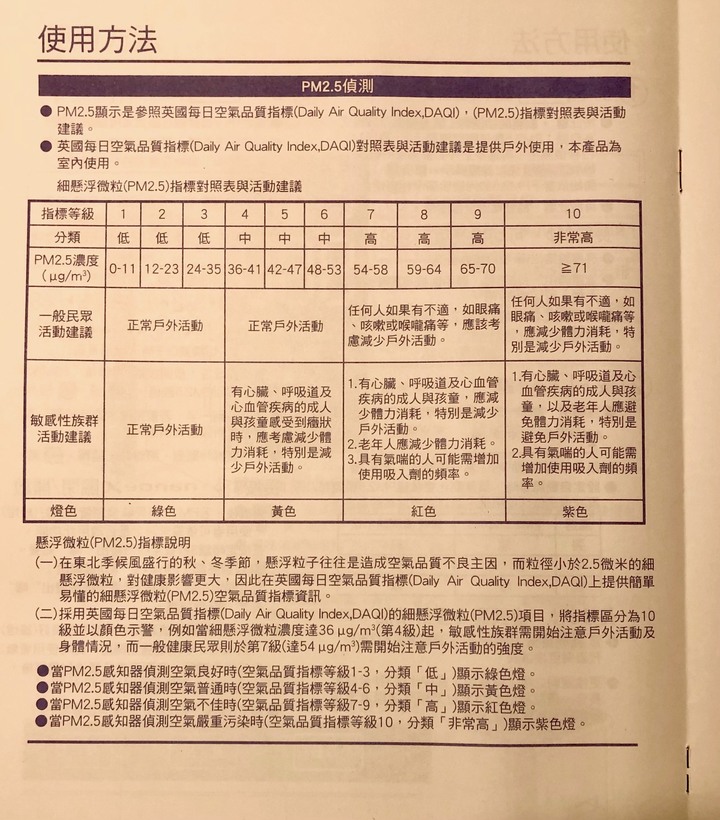 使用方法
PM2.5偵測
● PM2.5顯示是參照英國每日空氣品質指標(Daily Air Quality Index,DAQI)，(PM2.5)指標對照表與活動
建議。
● 英國每日空氣品質指標(Daily Air Quality Index,DAQI)對照表與活動建議是提供戶外使用，本產品為
室內使用。
細懸浮微粒(PM2.5)指標對照表與活動建議
指標等級 1 2 3 4 5 6 7 8 9 10
分類 低 低 低 中 中 中 高 高 高 非常高
PM2.5濃度
（μg/m³） 0-11 12-23 24-35 36-41 42-47 48-53 54-58 59-64 65-70 ≧71
一般民眾
活動建議
正常戶外活動
正常戶外活動
任何人如果有不適，如眼痛
、咳嗽或喉嚨痛等，應該考
慮減少戶外活動。
任何人如果有不適，如
眼痛、咳嗽或喉嚨痛等
，應減少體力消耗，特
別是減少戶外活動。
敏感性族群
活動建議
正常戶外活動
有心臟、呼吸道及
心血管疾病的成人
與孩童感受到癥狀
時，應考慮減少體
力消耗，特別是減
少戶外活動。
1.有心臟、呼吸道及心血管
疾病的成人與孩童，應減
少體力消耗，特別是減少
戶外活動。
2.老年人應減少體力消耗。
3.具有氣喘的人可能需增加
使用吸入劑的頻率。
1.有心臟、呼吸道及心
血管疾病的成人與孩
童，以及老年人應避
免體力消耗，特別是
避免戶外活動。
2.具有氣喘的人可能需
增加使用吸入劑的頻
率。
燈色 綠色 黃色 紅色 紫色
懸浮微粒(PM2.5)指標說明
(一)在東北季候風盛行的秋、冬季節，懸浮粒子往往是造成空氣品質不良主因，而粒徑小於2.5微米的細
懸浮微粒，對健康影響更大，因此在英國每日空氣品質指標(Daily Air Quality Index,DAQI)上提供簡單
易懂的細懸浮微粒(PM2.5)空氣品質指標資訊。
(二)採用英國每日空氣品質指標(Daily Air Quality Index,DAQI)的細懸浮微粒(PM2.5)項目，將指標區分為10
級並以顏色示警，例如當細懸浮微粒濃度達36 μg/m³(第4級)起，敏感性族群需開始注意戶外活動及
身體情況，而一般健康民眾則於第7級(達54 μg/m³)需開始注意戶外活動的強度。
●當PM2.5感知器偵測空氣良好時(空氣品質指標等級1-3，分類「低」)顯示綠色燈。
●當PM2.5感知器偵測空氣普通時(空氣品質指標等級4-6，分類「中」)顯示黃色燈。
●當PM2.5感知器偵測空氣不佳時(空氣品質指標等級7-9，分類「高」)顯示紅色燈。
●當PM2.5感知器偵測空氣嚴重污染時(空氣品質指標等級10，分類「非常高」)顯示紫色燈。